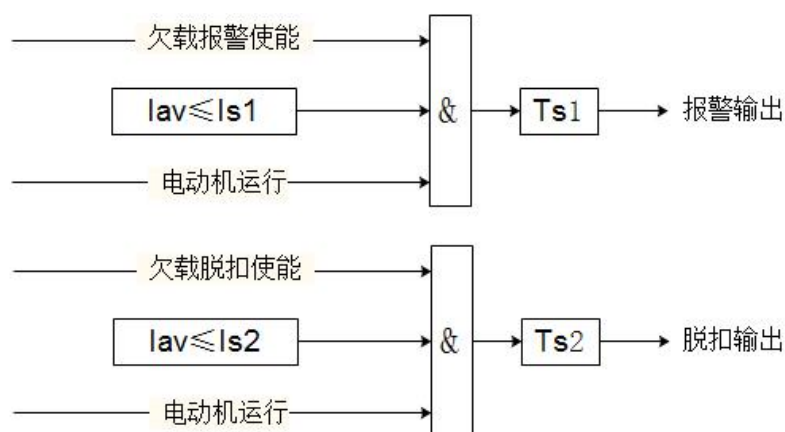 欠载报警使能
Iav≤Is1
&
Ts1
报警输出
电动机运行
欠载脱扣使能
Iav≤Is2
&
Ts2
脱扣输出
电动机运行